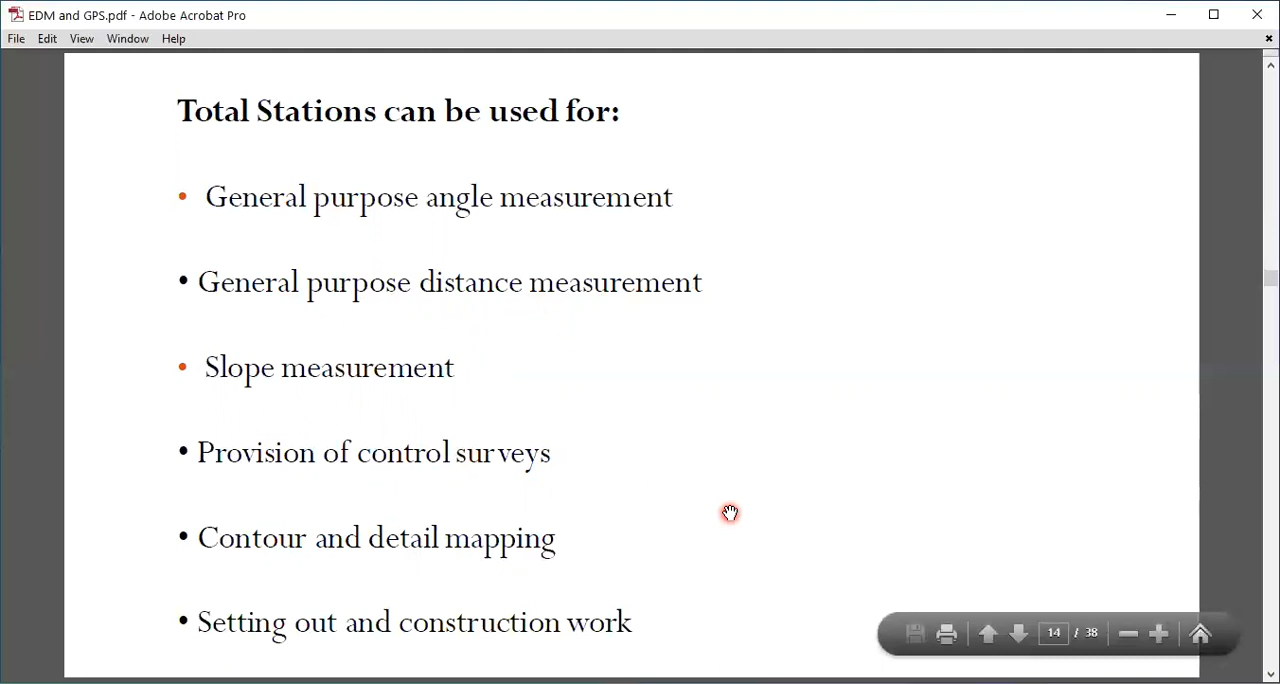 EDM and GPS.pdf - Adobe Acrobat Pro
File Edit View Window Help
Total Stations can be used for:
• General purpose angle measurement
• General purpose distance measurement
• Slope measurement
• Provision of control surveys
• Contour and detail mapping
• Setting out and construction work
14 / 38